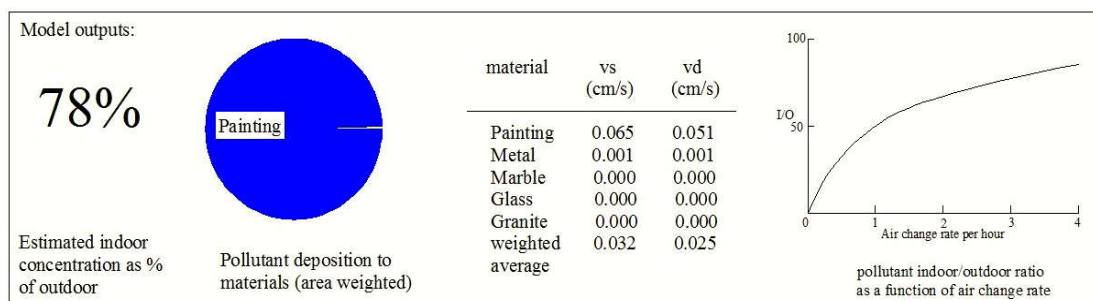 Model outputs:
78%
Estimated indoor
concentration as %
of outdoor
Painting
Pollutant deposition to
materials (area weighted)
material vs vd
(cm/s) (cm/s)
Painting 0.065 0.051
Metal 0.001 0.001
Marble 0.000 0.000
Glass 0.000 0.000
Granite 0.000 0.000
weighted 0.032 0.025
average
100
I/O
50
0 1 2 3 4
Air change rate per hour
pollutant indoor/outdoor ratio
as a function of air change rate